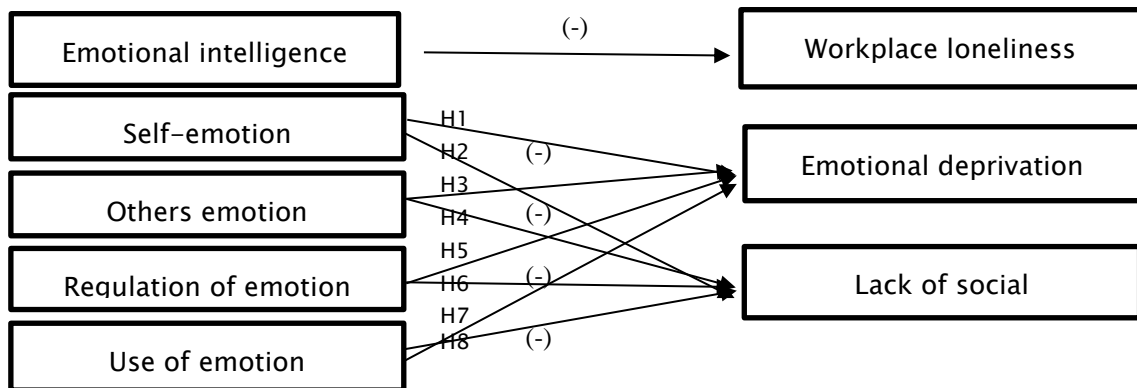 (-)
Emotional intelligence
Workplace loneliness
Self-emotion
H1
H2
(-)
Emotional deprivation
Others emotion
H3
H4
(-)
Regulation of emotion
H5
H6
(-)
Lack of social
Use of emotion
H7
H8
(-)